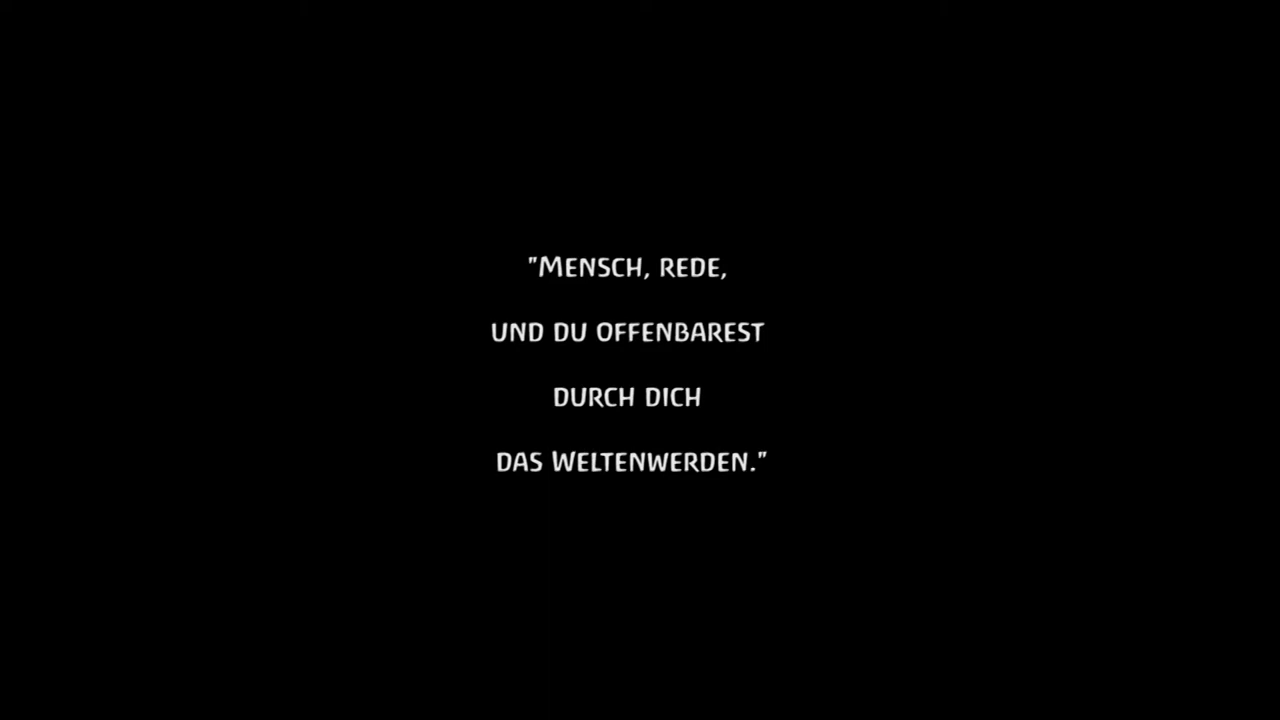 "Mensch, rede,
und du offenbarest
durch dich
das Weltenwerden."